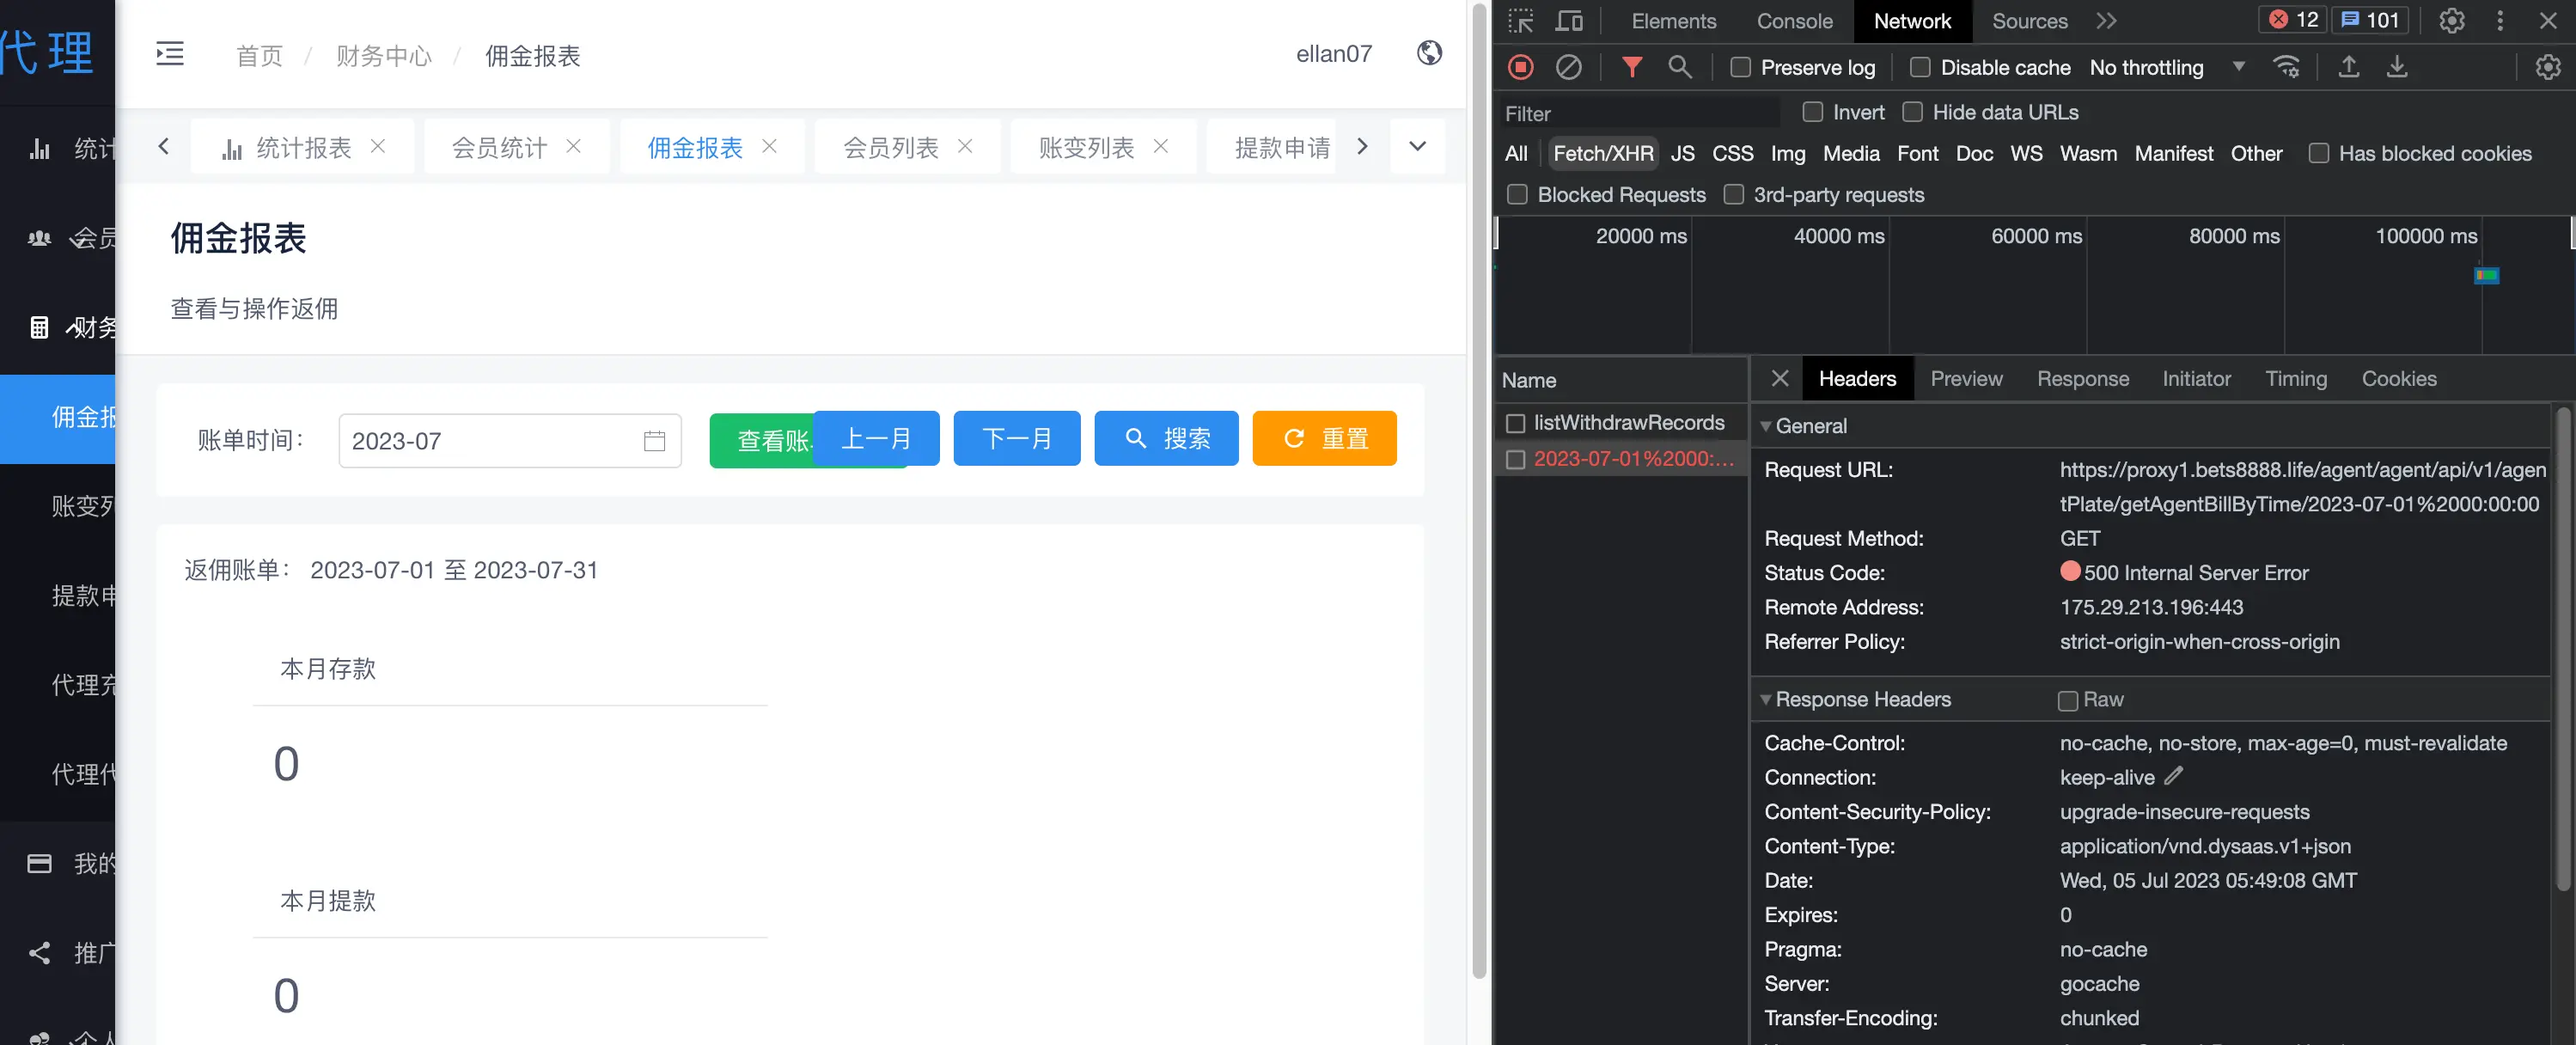 代理
统计
会员
财务
佣金报
账变列
提款申
代理充
代理代
我的
推广
个人
首页 / 财务中心 / 佣金报表
ellan07
统计报表 会员统计 佣金报表 会员列表 账变列表 提款申请
佣金报表
查看与操作返佣
账单时间： 2023-07 查看账 上一月 下一月 搜索 重置
返佣账单： 2023-07-01 至 2023-07-31
本月存款
0
本月提款
0
Elements Console Network Sources 12 101
Preserve log Disable cache No throttling
Filter Invert Hide data URLs
All Fetch/XHR JS CSS Img Media Font Doc WS Wasm Manifest Other Has blocked cookies
Blocked Requests 3rd-party requests
20000 ms 40000 ms 60000 ms 80000 ms 100000 ms
Name
listWithdrawRecords
2023-07-01%2000:...
Headers Preview Response Initiator Timing Cookies
General
Request URL: https://proxy1.bets8888.life/agent/agent/api/v1/agen
tPlate/getAgentBillByTime/2023-07-01%2000:00:00
Request Method: GET
Status Code: 500 Internal Server Error
Remote Address: 175.29.213.196:443
Referrer Policy: strict-origin-when-cross-origin
Response Headers Raw
Cache-Control: no-cache, no-store, max-age=0, must-revalidate
Connection: keep-alive
Content-Security-Policy: upgrade-insecure-requests
Content-Type: application/vnd.dysaas.v1+json
Date: Wed, 05 Jul 2023 05:49:08 GMT
Expires: 0
Pragma: no-cache
Server: gocache
Transfer-Encoding: chunked